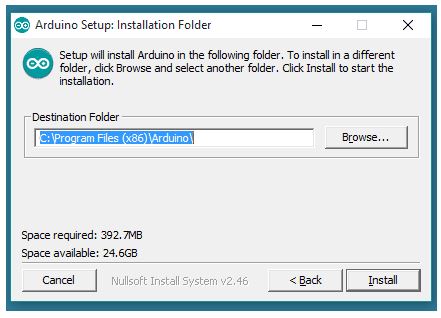 Arduino Setup: Installation Folder
Setup will install Arduino in the following folder. To install in a different
folder, click Browse and select another folder. Click Install to start the
installation.
Destination Folder
C:\Program Files (x86)\Arduino\
Browse...
Space required: 392.7MB
Space available: 24.6GB
Cancel
Nullsoft Install System v2.46
< Back
Install